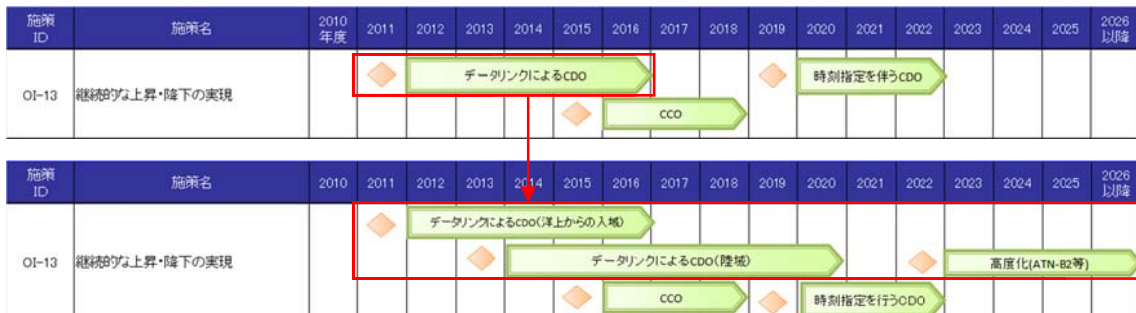 施策ID 施策名 2010年度 2011 2012 2013 2014 2015 2016 2017 2018 2019 2020 2021 2022 2023 2024 2025 2026以降
データリンクによるCDO 時刻指定を伴うCDO
OI-13 継続的な上昇・降下の実現
CCO
施策ID 施策名 2010 2011 2012 2013 2014 2015 2016 2017 2018 2019 2020 2021 2022 2023 2024 2025 2026以降
データリンクによるCDO(洋上からの入域)
OI-13 継続的な上昇・降下の実現 データリンクによるCDO(陸域) 高度化(ATN-B2等)
CCO 時刻指定を行うCDO